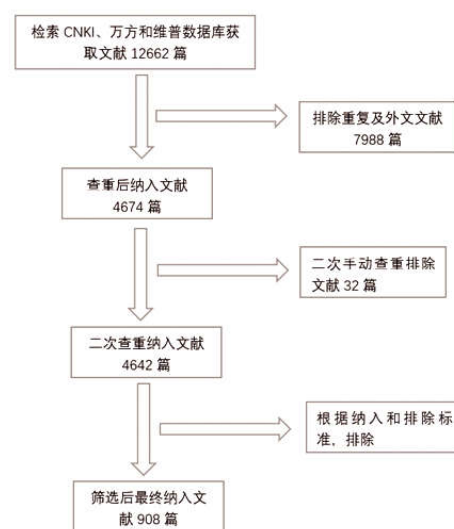 检索 CNKI、万方和维普数据库获
取文献 12662 篇
排除重复及外文文献
7988 篇
查重后纳入文献
4674 篇
二次手动查重排除
文献 32 篇
二次查重纳入文献
4642 篇
根据纳入和排除标
准，排除
筛选后最终纳入文
献 908 篇